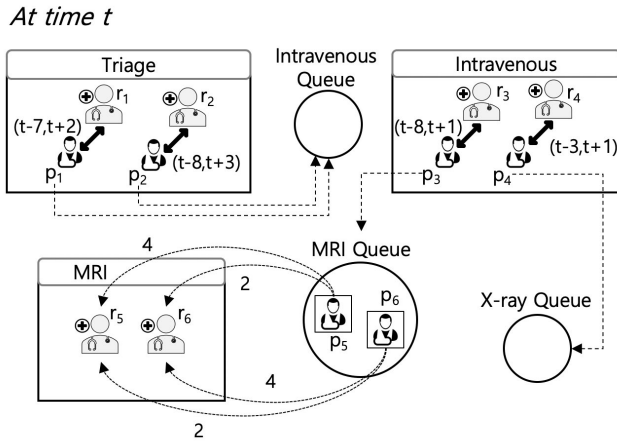 At time t
Triage
r1
r2
(t-7,t+2)
(t-8,t+3)
p1
p2
Intravenous
Queue
Intravenous
r3
r4
(t-8,t+1)
(t-3,t+1)
p3
p4
MRI
r5
r6
4
2
4
2
MRI Queue
p5
p6
X-ray Queue